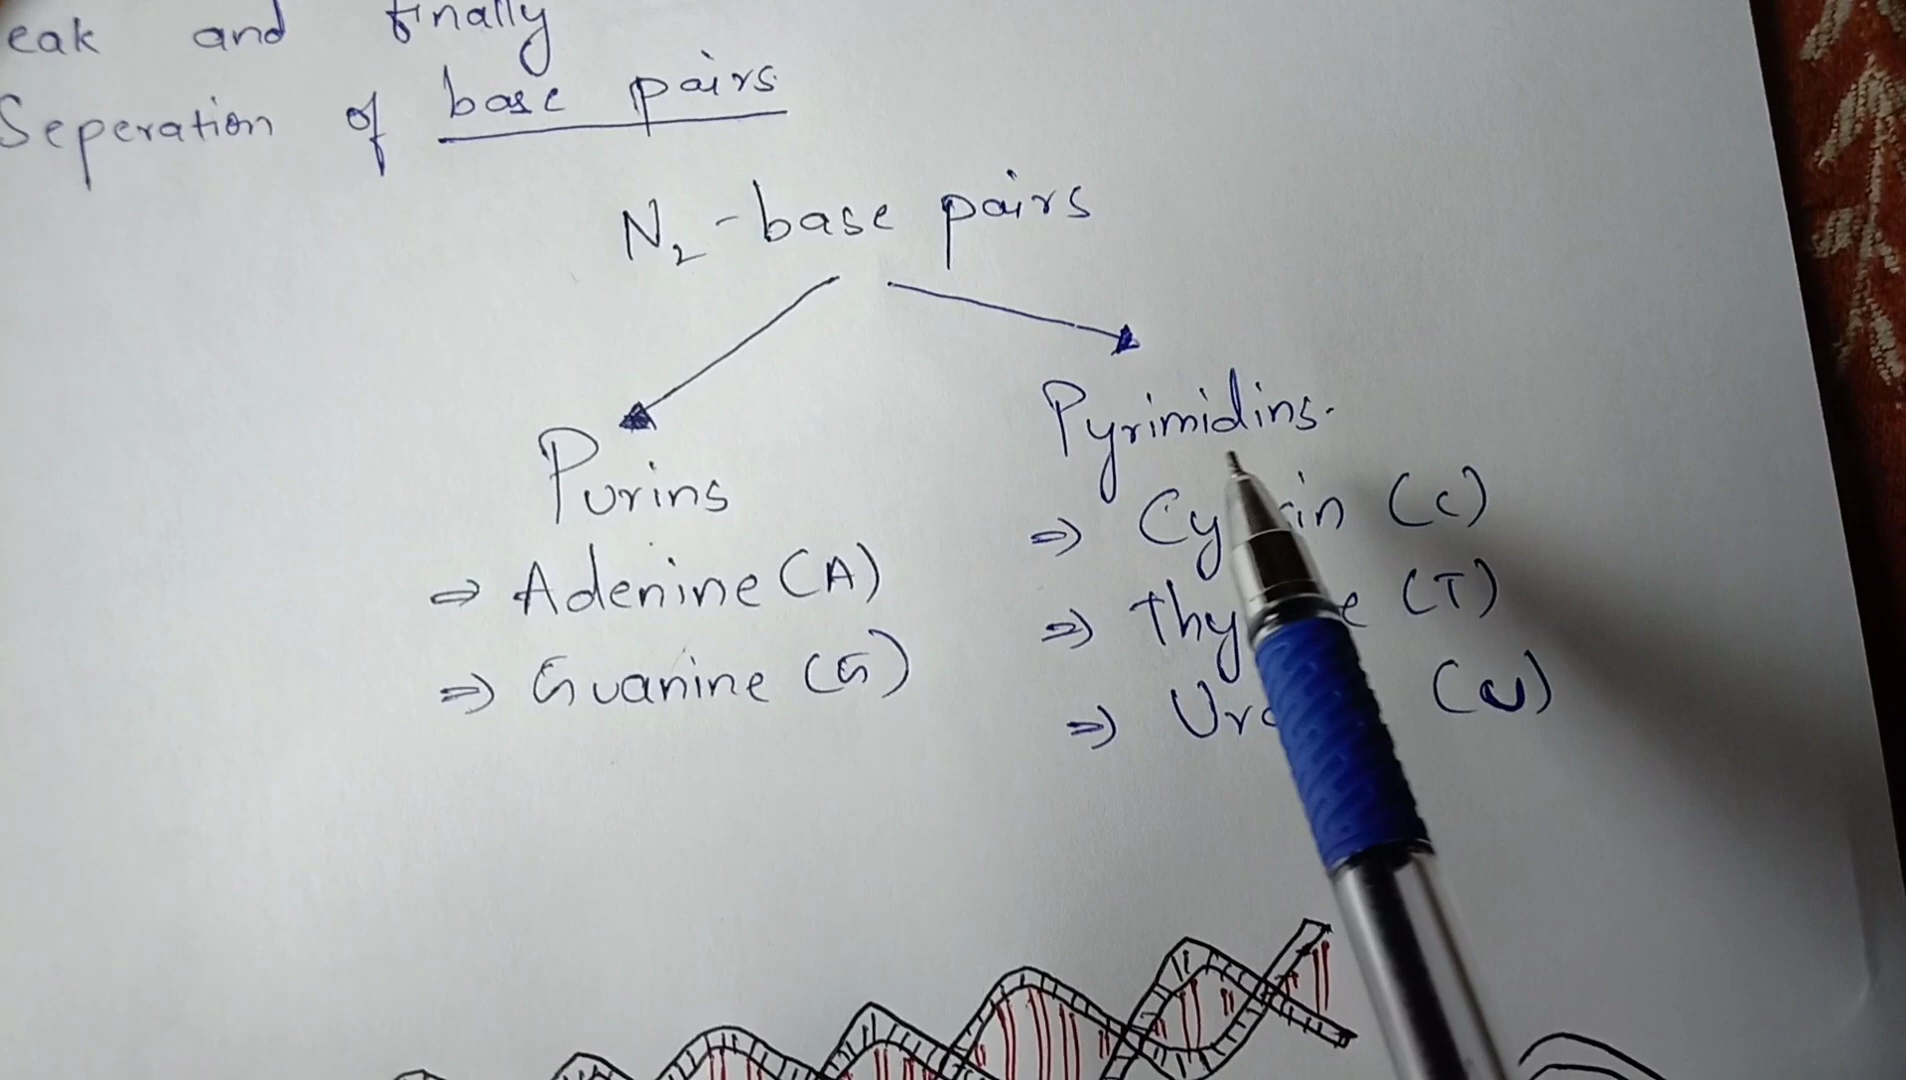 eak and finally
Seperation of base pairs
N₂-base pairs
Purins
⇒ Adenine (A)
⇒ Guanine (G)
Pyrimidins.
⇒ (C)
⇒ (T)
⇒ (U)